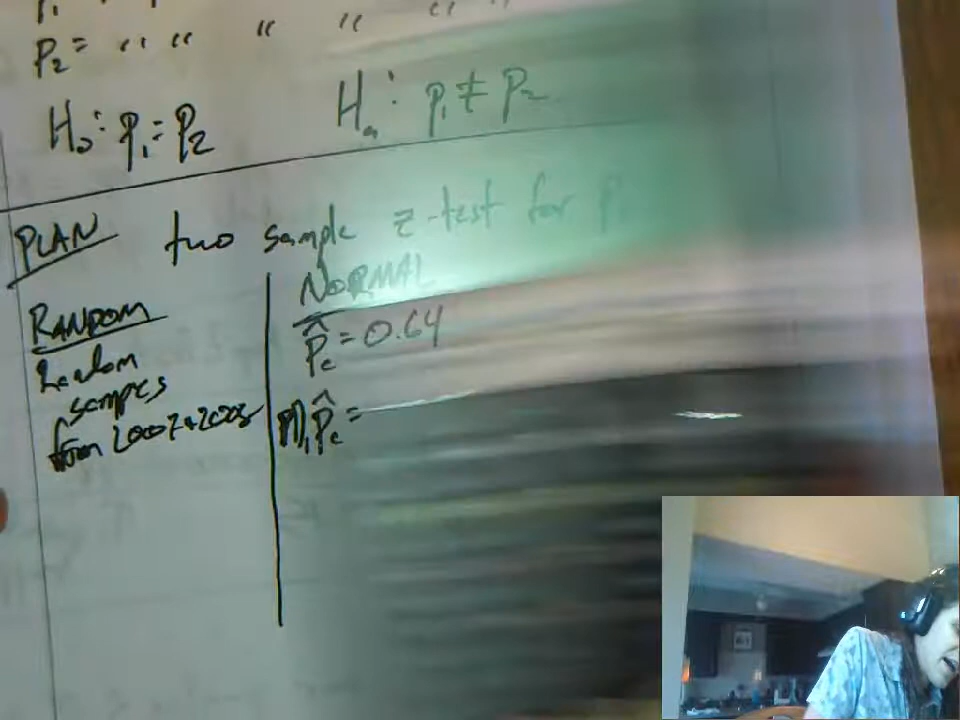 P₂ = " " " " " "
H₀: p₁ = p₂
Hₐ: p₁ ≠ p₂
PLAN two sample z-test for P
RANDOM
Random
samples
from 2007 & 2008
NORMAL
p̂c = 0.64
n₁p̂c =